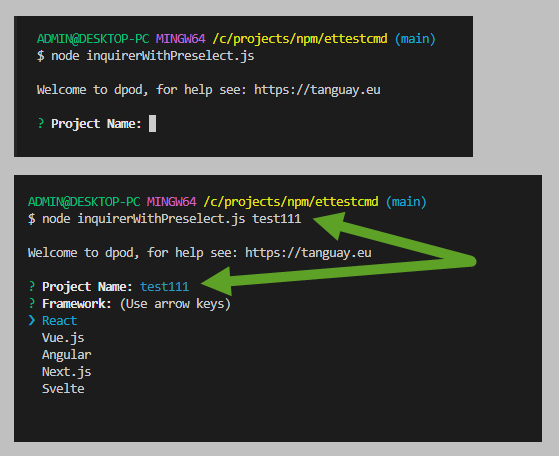 ADMIN@DESKTOP-PC MINGW64 /c/projects/npm/ettestcmd (main)
$ node inquirerWithPreselect.js
Welcome to dpod, for help see: https://tanguay.eu
? Project Name:
ADMIN@DESKTOP-PC MINGW64 /c/projects/npm/ettestcmd (main)
$ node inquirerWithPreselect.js test111
Welcome to dpod, for help see: https://tanguay.eu
? Project Name: test111
? Framework: (Use arrow keys)
❯ React
Vue.js
Angular
Next.js
Svelte